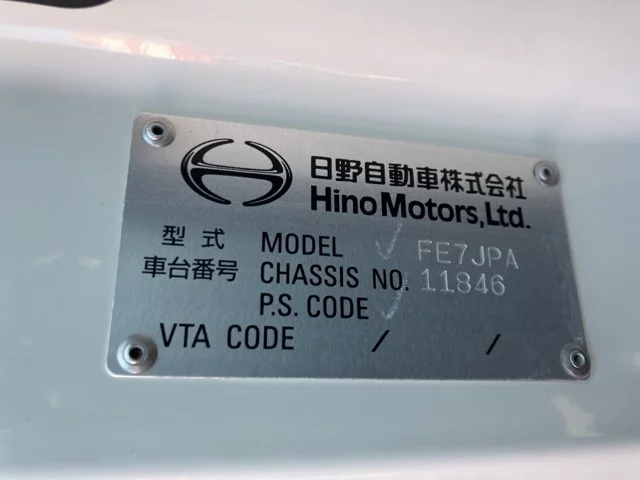 日野自動車株式会社
Hino Motors, Ltd.
型式 MODEL FE7JPA
車台番号 CHASSIS NO. 11846
P.S. CODE
VTA CODE / /